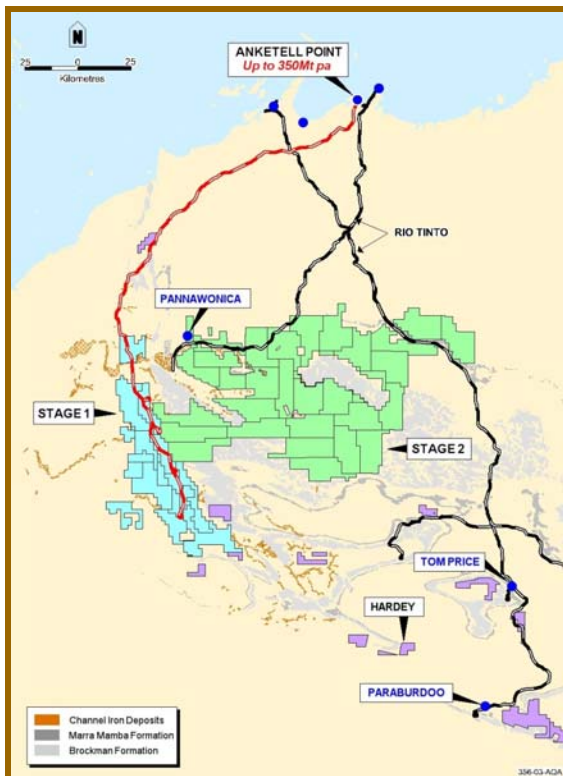 N
25 0 25
Kilometres
ANKETELL POINT
Up to 350Mt pa
RIO TINTO
PANNAWONICA
STAGE 1
STAGE 2
TOM PRICE
HARDEY
PARABURDOO
Channel Iron Deposits
Marra Mamba Formation
Brockman Formation
356-03-AQA